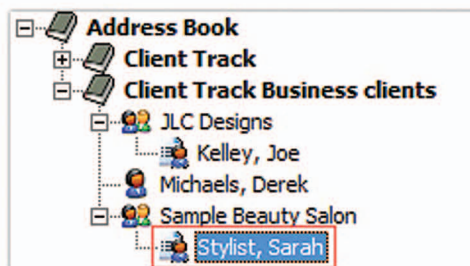 Address Book
Client Track
Client Track Business clients
JLC Designs
Kelley, Joe
Michaels, Derek
Sample Beauty Salon
Stylist, Sarah